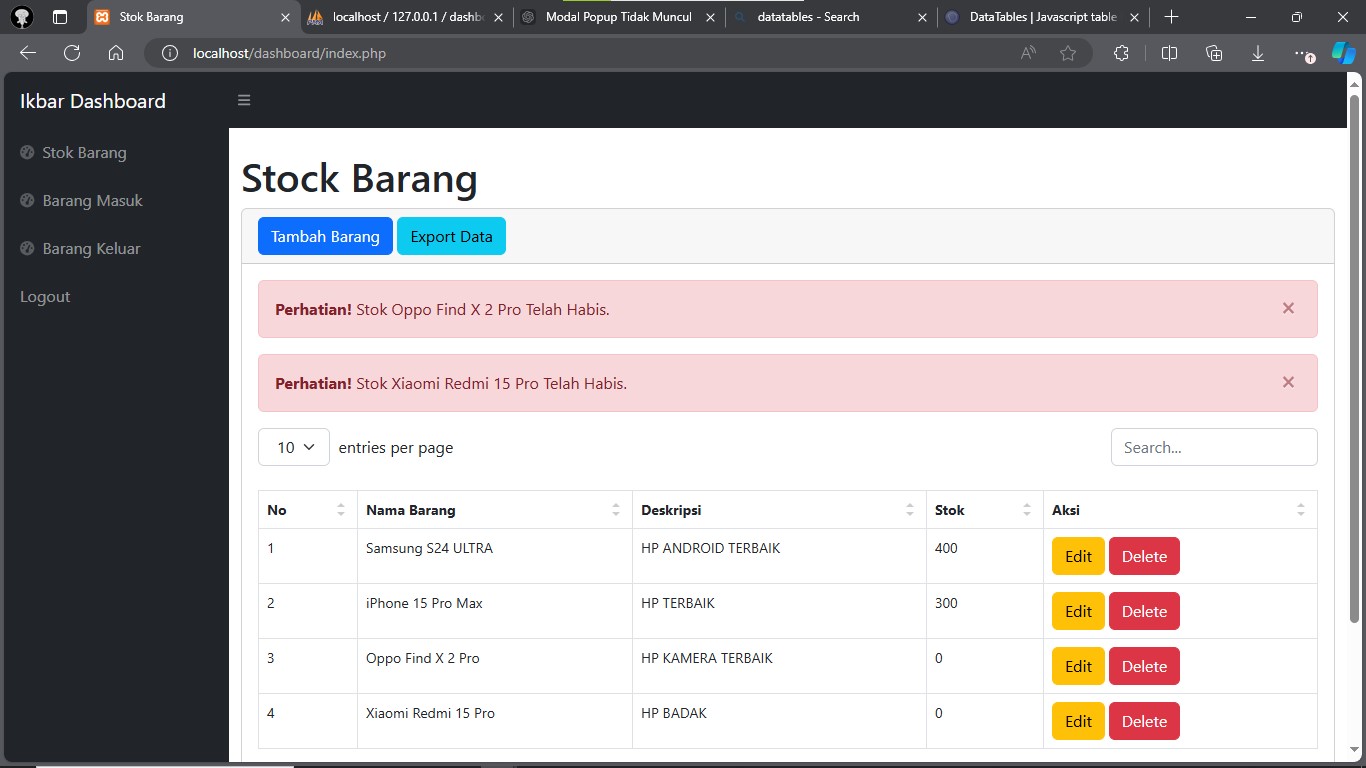 Stok Barang
localhost / 127.0.0.1 / dashb
Modal Popup Tidak Muncul
datatables - Search
DataTables | Javascript table
localhost/dashboard/index.php
Ikbar Dashboard
Stok Barang
Barang Masuk
Barang Keluar
Logout
Stock Barang
Tambah Barang Export Data
Perhatian! Stok Oppo Find X 2 Pro Telah Habis.
Perhatian! Stok Xiaomi Redmi 15 Pro Telah Habis.
10 entries per page Search...
No Nama Barang Deskripsi Stok Aksi
1 Samsung S24 ULTRA HP ANDROID TERBAIK 400 Edit Delete
2 iPhone 15 Pro Max HP TERBAIK 300 Edit Delete
3 Oppo Find X 2 Pro HP KAMERA TERBAIK 0 Edit Delete
4 Xiaomi Redmi 15 Pro HP BADAK 0 Edit Delete